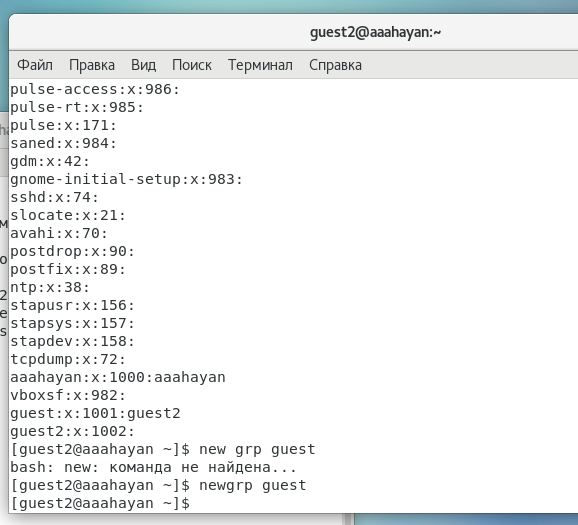 guest2@aaahayan:~
Файл Правка Вид Поиск Терминал Справка
pulse-access:x:986:
pulse-rt:x:985:
pulse:x:171:
saned:x:984:
gdm:x:42:
gnome-initial-setup:x:983:
sshd:x:74:
slocate:x:21:
avahi:x:70:
postdrop:x:90:
postfix:x:89:
ntp:x:38:
stapusr:x:156:
stapsys:x:157:
stapdev:x:158:
tcpdump:x:72:
aaahayan:x:1000:aaahayan
vboxsf:x:982:
guest:x:1001:guest2
guest2:x:1002:
[guest2@aaahayan ~]$ new grp guest
bash: new: команда не найдена...
[guest2@aaahayan ~]$ newgrp guest
[guest2@aaahayan ~]$